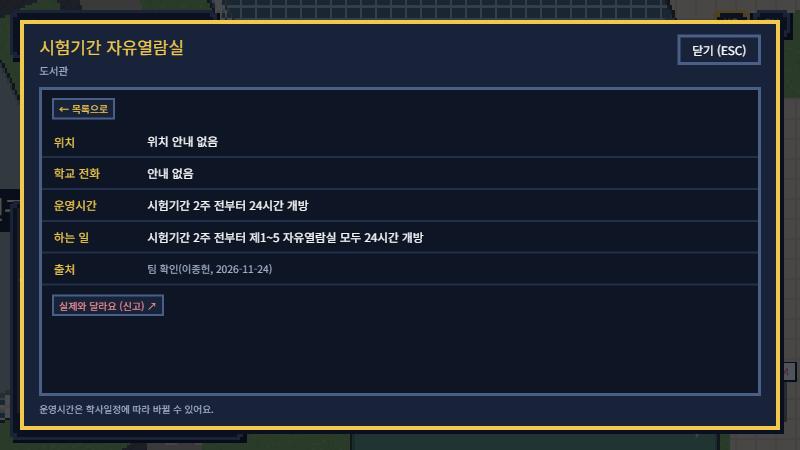 시험기간 자유열람실
닫기 (ESC)
도서관
← 목록으로
위치 위치 안내 없음
학교 전화 안내 없음
운영시간 시험기간 2주 전부터 24시간 개방
하는 일 시험기간 2주 전부터 제1~5 자유열람실 모두 24시간 개방
출처 팀 확인(이종헌, 2026-11-24)
실제와 달라요 (신고) ↗
운영시간은 학사일정에 따라 바뀔 수 있어요.